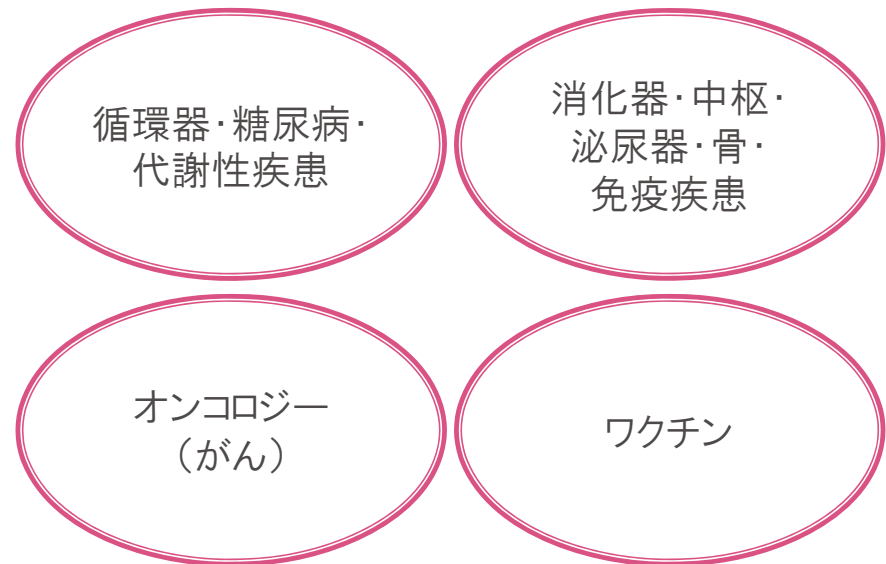 循環器・糖尿病・
代謝性疾患
消化器・中枢・
泌尿器・骨・
免疫疾患
オンコロジー
（がん）
ワクチン